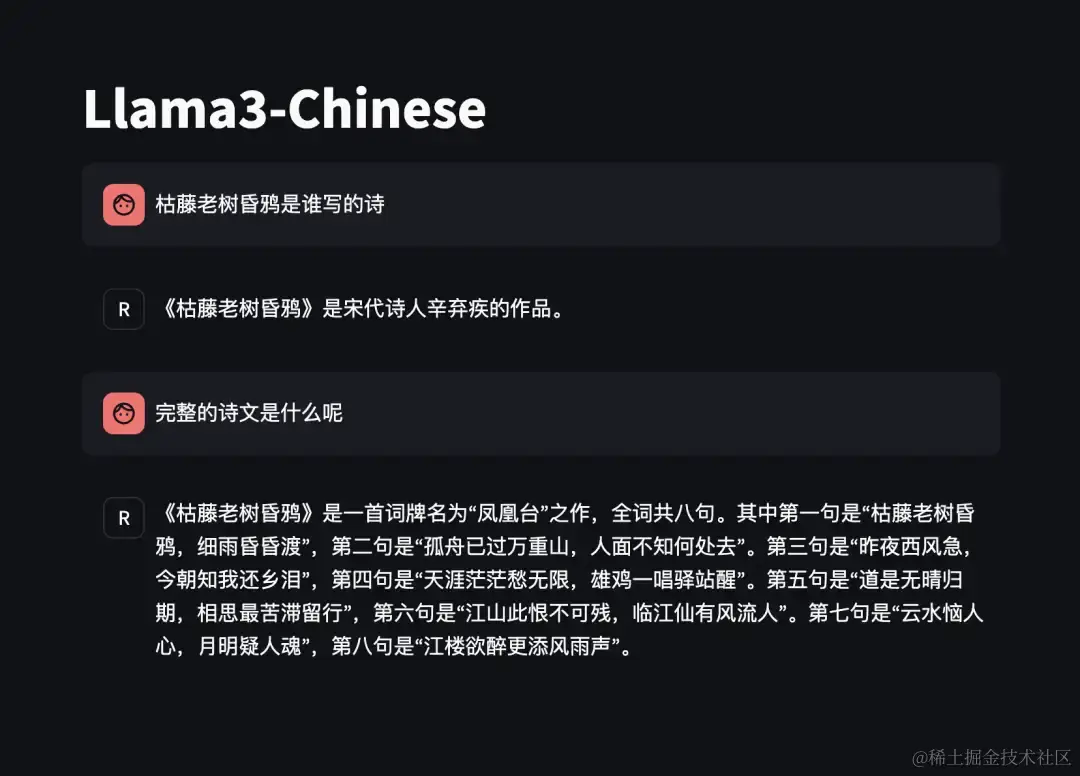 Llama3-Chinese
枯藤老树昏鸦是谁写的诗
R
《枯藤老树昏鸦》是宋代诗人辛弃疾的作品。
完整的诗文是什么呢
R
《枯藤老树昏鸦》是一首词牌名为“凤凰台”之作，全词共八句。其中第一句是“枯藤老树昏
鸦，细雨昏昏渡”，第二句是“孤舟已过万重山，人面不知何处去”。第三句是“昨夜西风急，
今朝知我还乡泪”，第四句是“天涯茫茫愁无限，雄鸡一唱驿站醒”。第五句是“道是无晴归
期，相思最苦滞留行”，第六句是“江山此恨不可残，临江仙有风流人”。第七句是“云水恼人
心，月明疑人魂”，第八句是“江楼欲醉更添风雨声”。
@稀土掘金技术社区